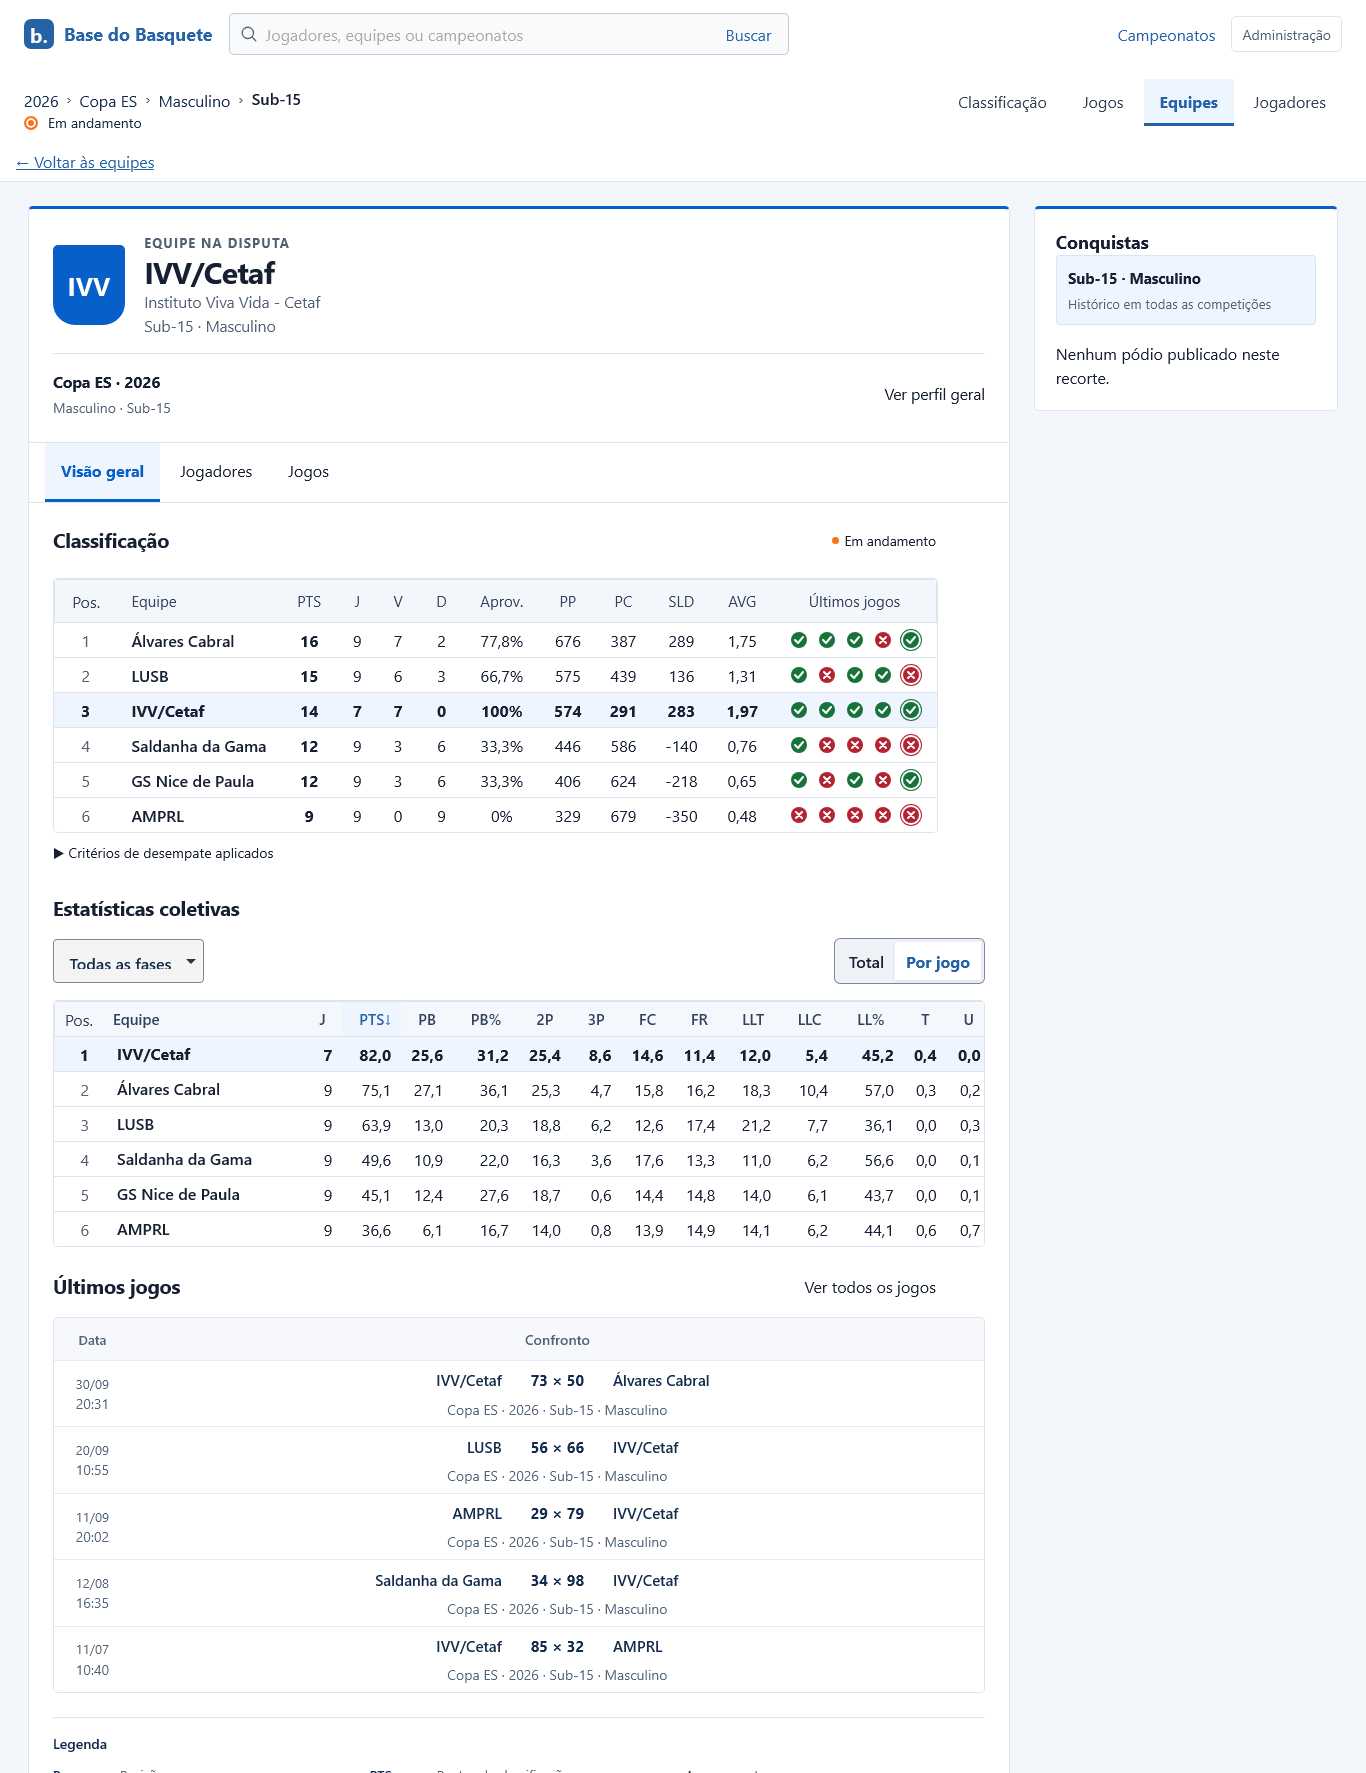 b. Base do Basquete
Jogadores, equipes ou campeonatos
Buscar
Campeonatos
Administração
2026 › Copa ES › Masculino › Sub-15
Em andamento
Classificação Jogos Equipes Jogadores
← Voltar às equipes
EQUIPE NA DISPUTA
IVV
IVV/Cetaf
Instituto Viva Vida - Cetaf
Sub-15 · Masculino
Copa ES · 2026
Masculino · Sub-15
Ver perfil geral
Conquistas
Sub-15 · Masculino
Histórico em todas as competições
Nenhum pódio publicado neste
recorte.
Visão geral Jogadores Jogos
Classificação
Em andamento
Pos. Equipe PTS J V D Aprov. PP PC SLD AVG Últimos jogos
1 Álvares Cabral 16 9 7 2 77,8% 676 387 289 1,75
2 LUSB 15 9 6 3 66,7% 575 439 136 1,31
3 IVV/Cetaf 14 7 7 0 100% 574 291 283 1,97
4 Saldanha da Gama 12 9 3 6 33,3% 446 586 -140 0,76
5 GS Nice de Paula 12 9 3 6 33,3% 406 624 -218 0,65
6 AMPRL 9 9 0 9 0% 329 679 -350 0,48
▶ Critérios de desempate aplicados
Estatísticas coletivas
Todas as fases
Total Por jogo
Pos. Equipe J PTS↓ PB PB% 2P 3P FC FR LLT LLC LL% T U
1 IVV/Cetaf 7 82,0 25,6 31,2 25,4 8,6 14,6 11,4 12,0 5,4 45,2 0,4 0,0
2 Álvares Cabral 9 75,1 27,1 36,1 25,3 4,7 15,8 16,2 18,3 10,4 57,0 0,3 0,2
3 LUSB 9 63,9 13,0 20,3 18,8 6,2 12,6 17,4 21,2 7,7 36,1 0,0 0,3
4 Saldanha da Gama 9 49,6 10,9 22,0 16,3 3,6 17,6 13,3 11,0 6,2 56,6 0,0 0,1
5 GS Nice de Paula 9 45,1 12,4 27,6 18,7 0,6 14,4 14,8 14,0 6,1 43,7 0,0 0,1
6 AMPRL 9 36,6 6,1 16,7 14,0 0,8 13,9 14,9 14,1 6,2 44,1 0,6 0,7
Últimos jogos
Ver todos os jogos
Data Confronto
30/09
20:31
IVV/Cetaf 73 × 50 Álvares Cabral
Copa ES · 2026 · Sub-15 · Masculino
20/09
10:55
LUSB 56 × 66 IVV/Cetaf
Copa ES · 2026 · Sub-15 · Masculino
11/09
20:02
AMPRL 29 × 79 IVV/Cetaf
Copa ES · 2026 · Sub-15 · Masculino
12/08
16:35
Saldanha da Gama 34 × 98 IVV/Cetaf
Copa ES · 2026 · Sub-15 · Masculino
11/07
10:40
IVV/Cetaf 85 × 32 AMPRL
Copa ES · 2026 · Sub-15 · Masculino
Legenda